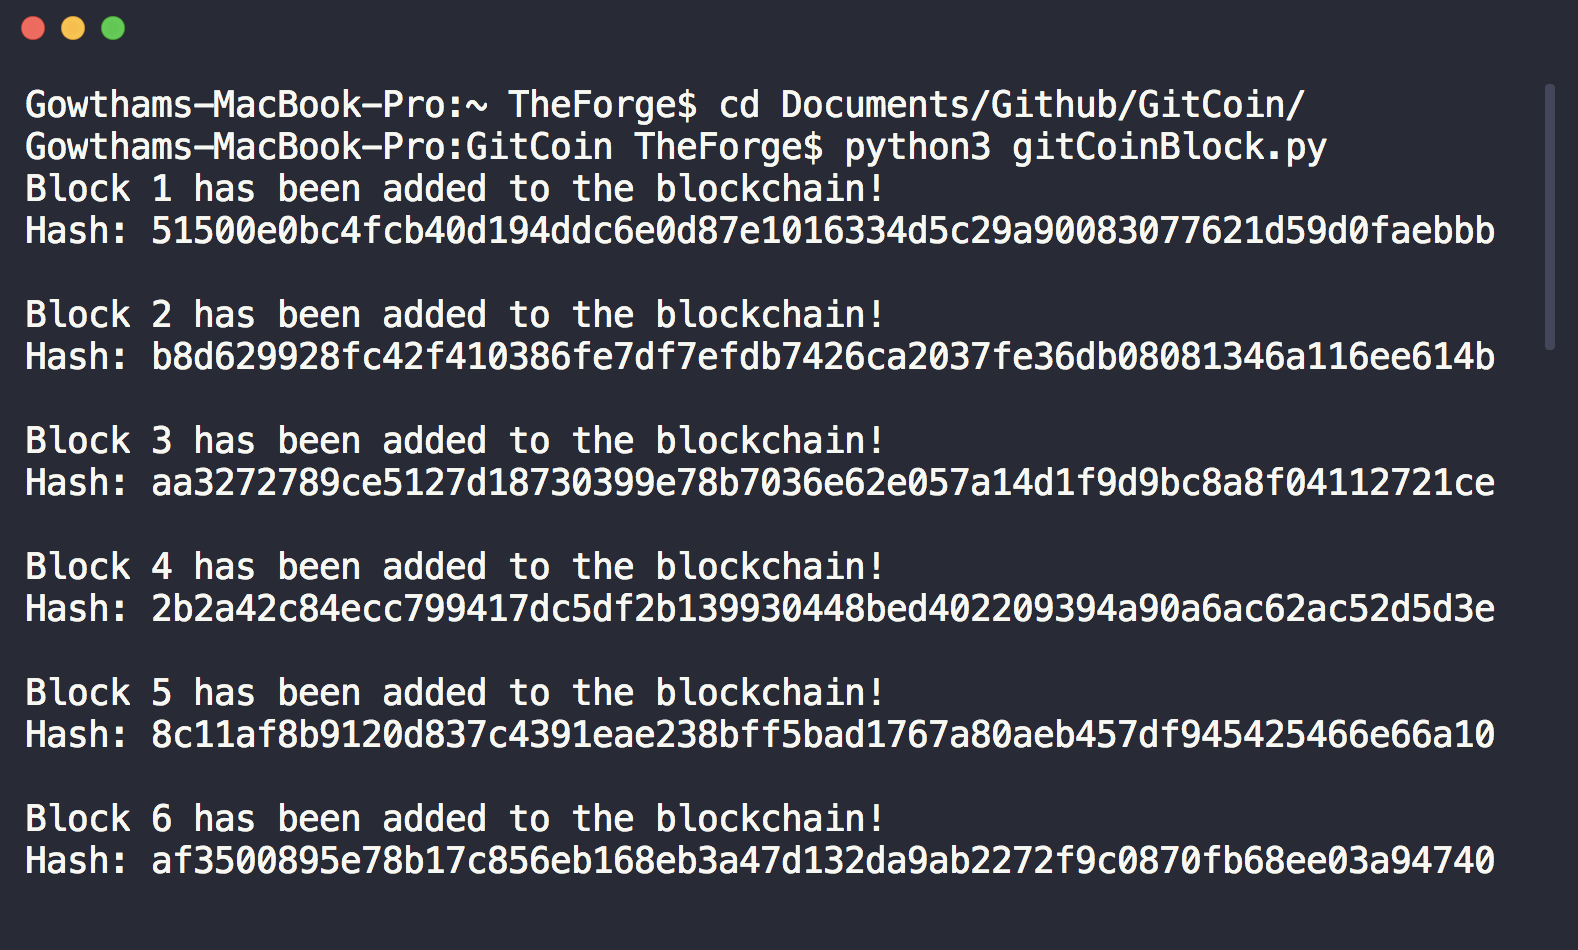 Gowthams-MacBook-Pro:~ TheForge$ cd Documents/Github/GitCoin/
Gowthams-MacBook-Pro:GitCoin TheForge$ python3 gitCoinBlock.py
Block 1 has been added to the blockchain!
Hash: 51500e0bc4fcb40d194ddc6e0d87e1016334d5c29a90083077621d59d0faebbb
Block 2 has been added to the blockchain!
Hash: b8d629928fc42f410386fe7df7efdb7426ca2037fe36db08081346a116ee614b
Block 3 has been added to the blockchain!
Hash: aa3272789ce5127d18730399e78b7036e62e057a14d1f9d9bc8a8f04112721ce
Block 4 has been added to the blockchain!
Hash: 2b2a42c84ecc799417dc5df2b139930448bed402209394a90a6ac62ac52d5d3e
Block 5 has been added to the blockchain!
Hash: 8c11af8b9120d837c4391eae238bff5bad1767a80aeb457df945425466e66a10
Block 6 has been added to the blockchain!
Hash: af3500895e78b17c856eb168eb3a47d132da9ab2272f9c0870fb68ee03a94740